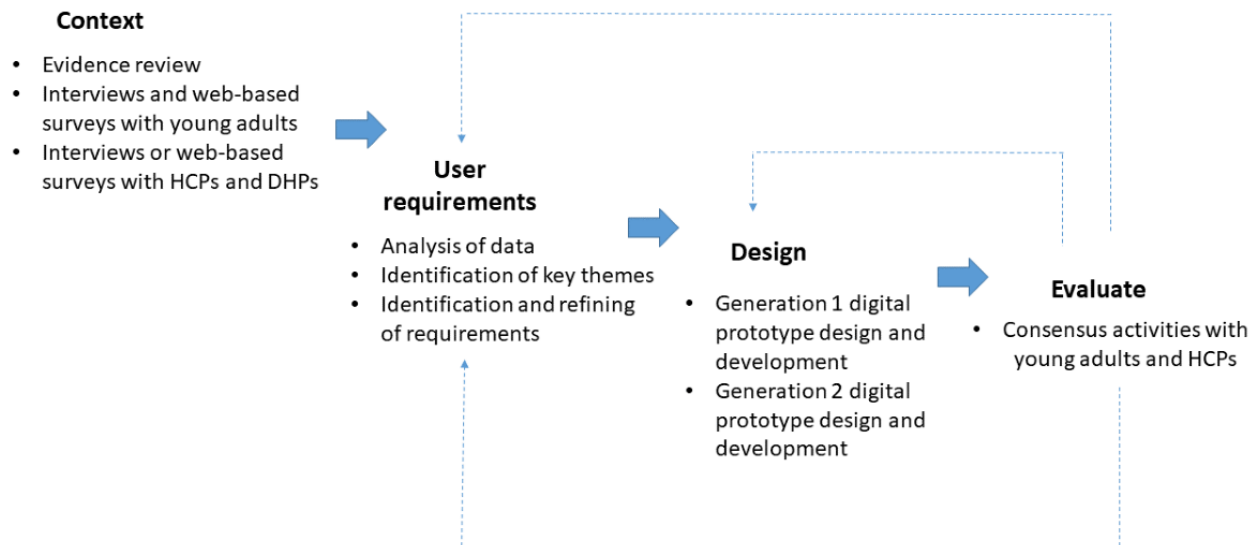 Context
• Evidence review
• Interviews and web-based
surveys with young adults
• Interviews or web-based
surveys with HCPs and DHPs
User
requirements
• Analysis of data
• Identification of key themes
• Identification and refining
of requirements
Design
• Generation 1 digital
prototype design and
development
• Generation 2 digital
prototype design and
development
Evaluate
• Consensus activities with
young adults and HCPs